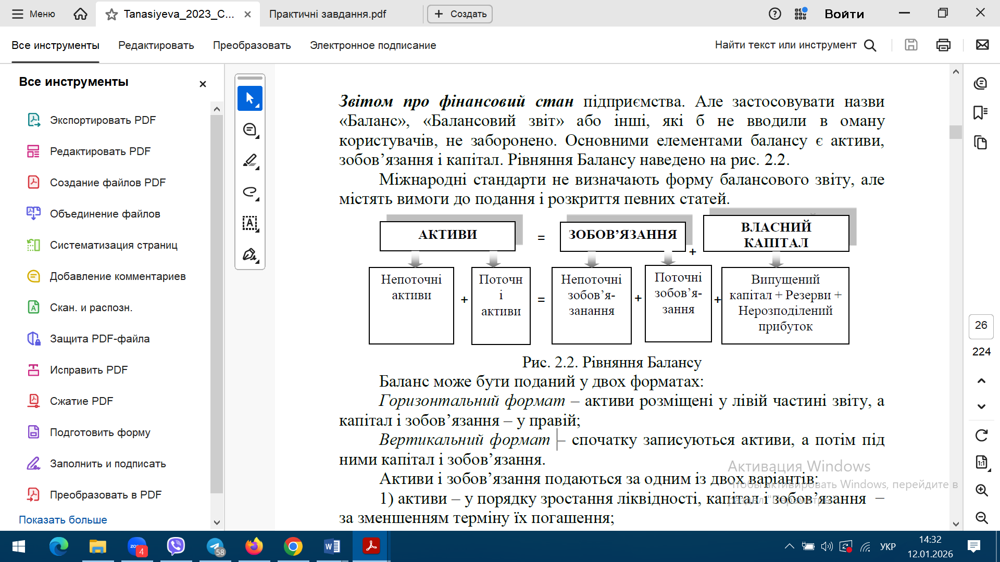 Меню
Tanasiyeva_2023_C...
Практичні завдання.pdf
Создать
Войти
Все инструменты
Редактировать
Преобразовать
Электронное подписание
Найти текст или инструмент
Все инструменты
Экспортировать PDF
Редактировать PDF
Создание файлов PDF
Объединение файлов
Систематизация страниц
Добавление комментариев
Скан. и распозн.
Защита PDF-файла
Исправить PDF
Сжатие PDF
Подготовить форму
Заполнить и подписать
Преобразовать в PDF
Показать больше
Звітом про фінансовий стан підприємства. Але застосовувати назви
«Баланс», «Балансовий звіт» або інші, які б не вводили в оману
користувачів, не заборонено. Основними елементами балансу є активи,
зобов’язання і капітал. Рівняння Балансу наведено на рис. 2.2.
Міжнародні стандарти не визначають форму балансового звіту, але
містять вимоги до подання і розкриття певних статей.
АКТИВИ
=
ЗОБОВ’ЯЗАННЯ
+
ВЛАСНИЙ
КАПІТАЛ
Непоточні
активи
+
Поточн
і
активи
=
Непоточні
зобов’я-
занання
+
Поточні
зобов’я-
зання
+
Випущений
капітал + Резерви +
Нерозподілений
прибуток
Рис. 2.2. Рівняння Балансу
Баланс може бути поданий у двох форматах:
Горизонтальний формат – активи розміщені у лівій частині звіту, а
капітал і зобов’язання – у правій;
Вертикальний формат – спочатку записуються активи, а потім під
ними капітал і зобов’язання.
Активи і зобов’язання подаються за одним із двох варіантів:
1) активи – у порядку зростання ліквідності, капітал і зобов’язання –
за зменшенням терміну їх погашення;
Активация Windows
Чтобы активировать Windows, перейдите в
раздел "Параметры".
26
224
1:1
zoom
4
58
УКР
14:32
12.01.2026